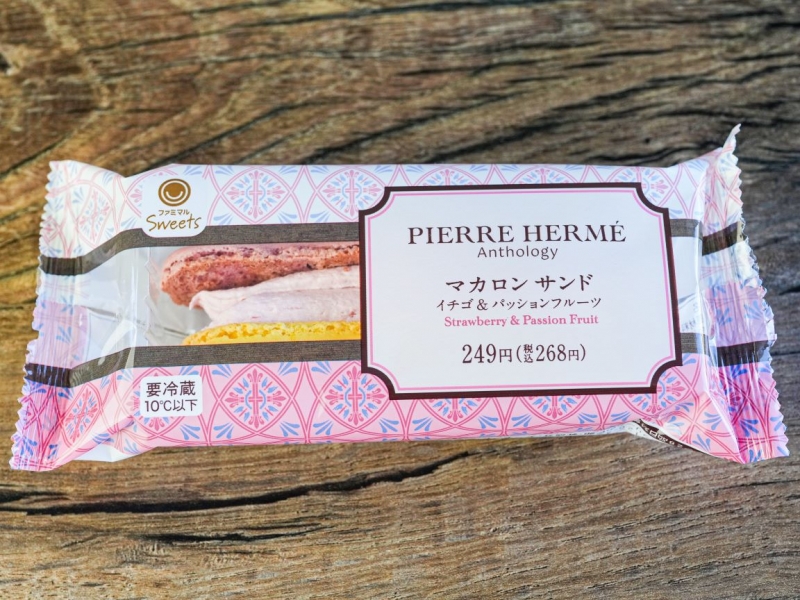 ファミマル
Sweets
PIERRE HERMÉ
Anthology
マカロン サンド
イチゴ & パッションフルーツ
Strawberry & Passion Fruit
249円(税込268円)
要冷蔵
10℃以下